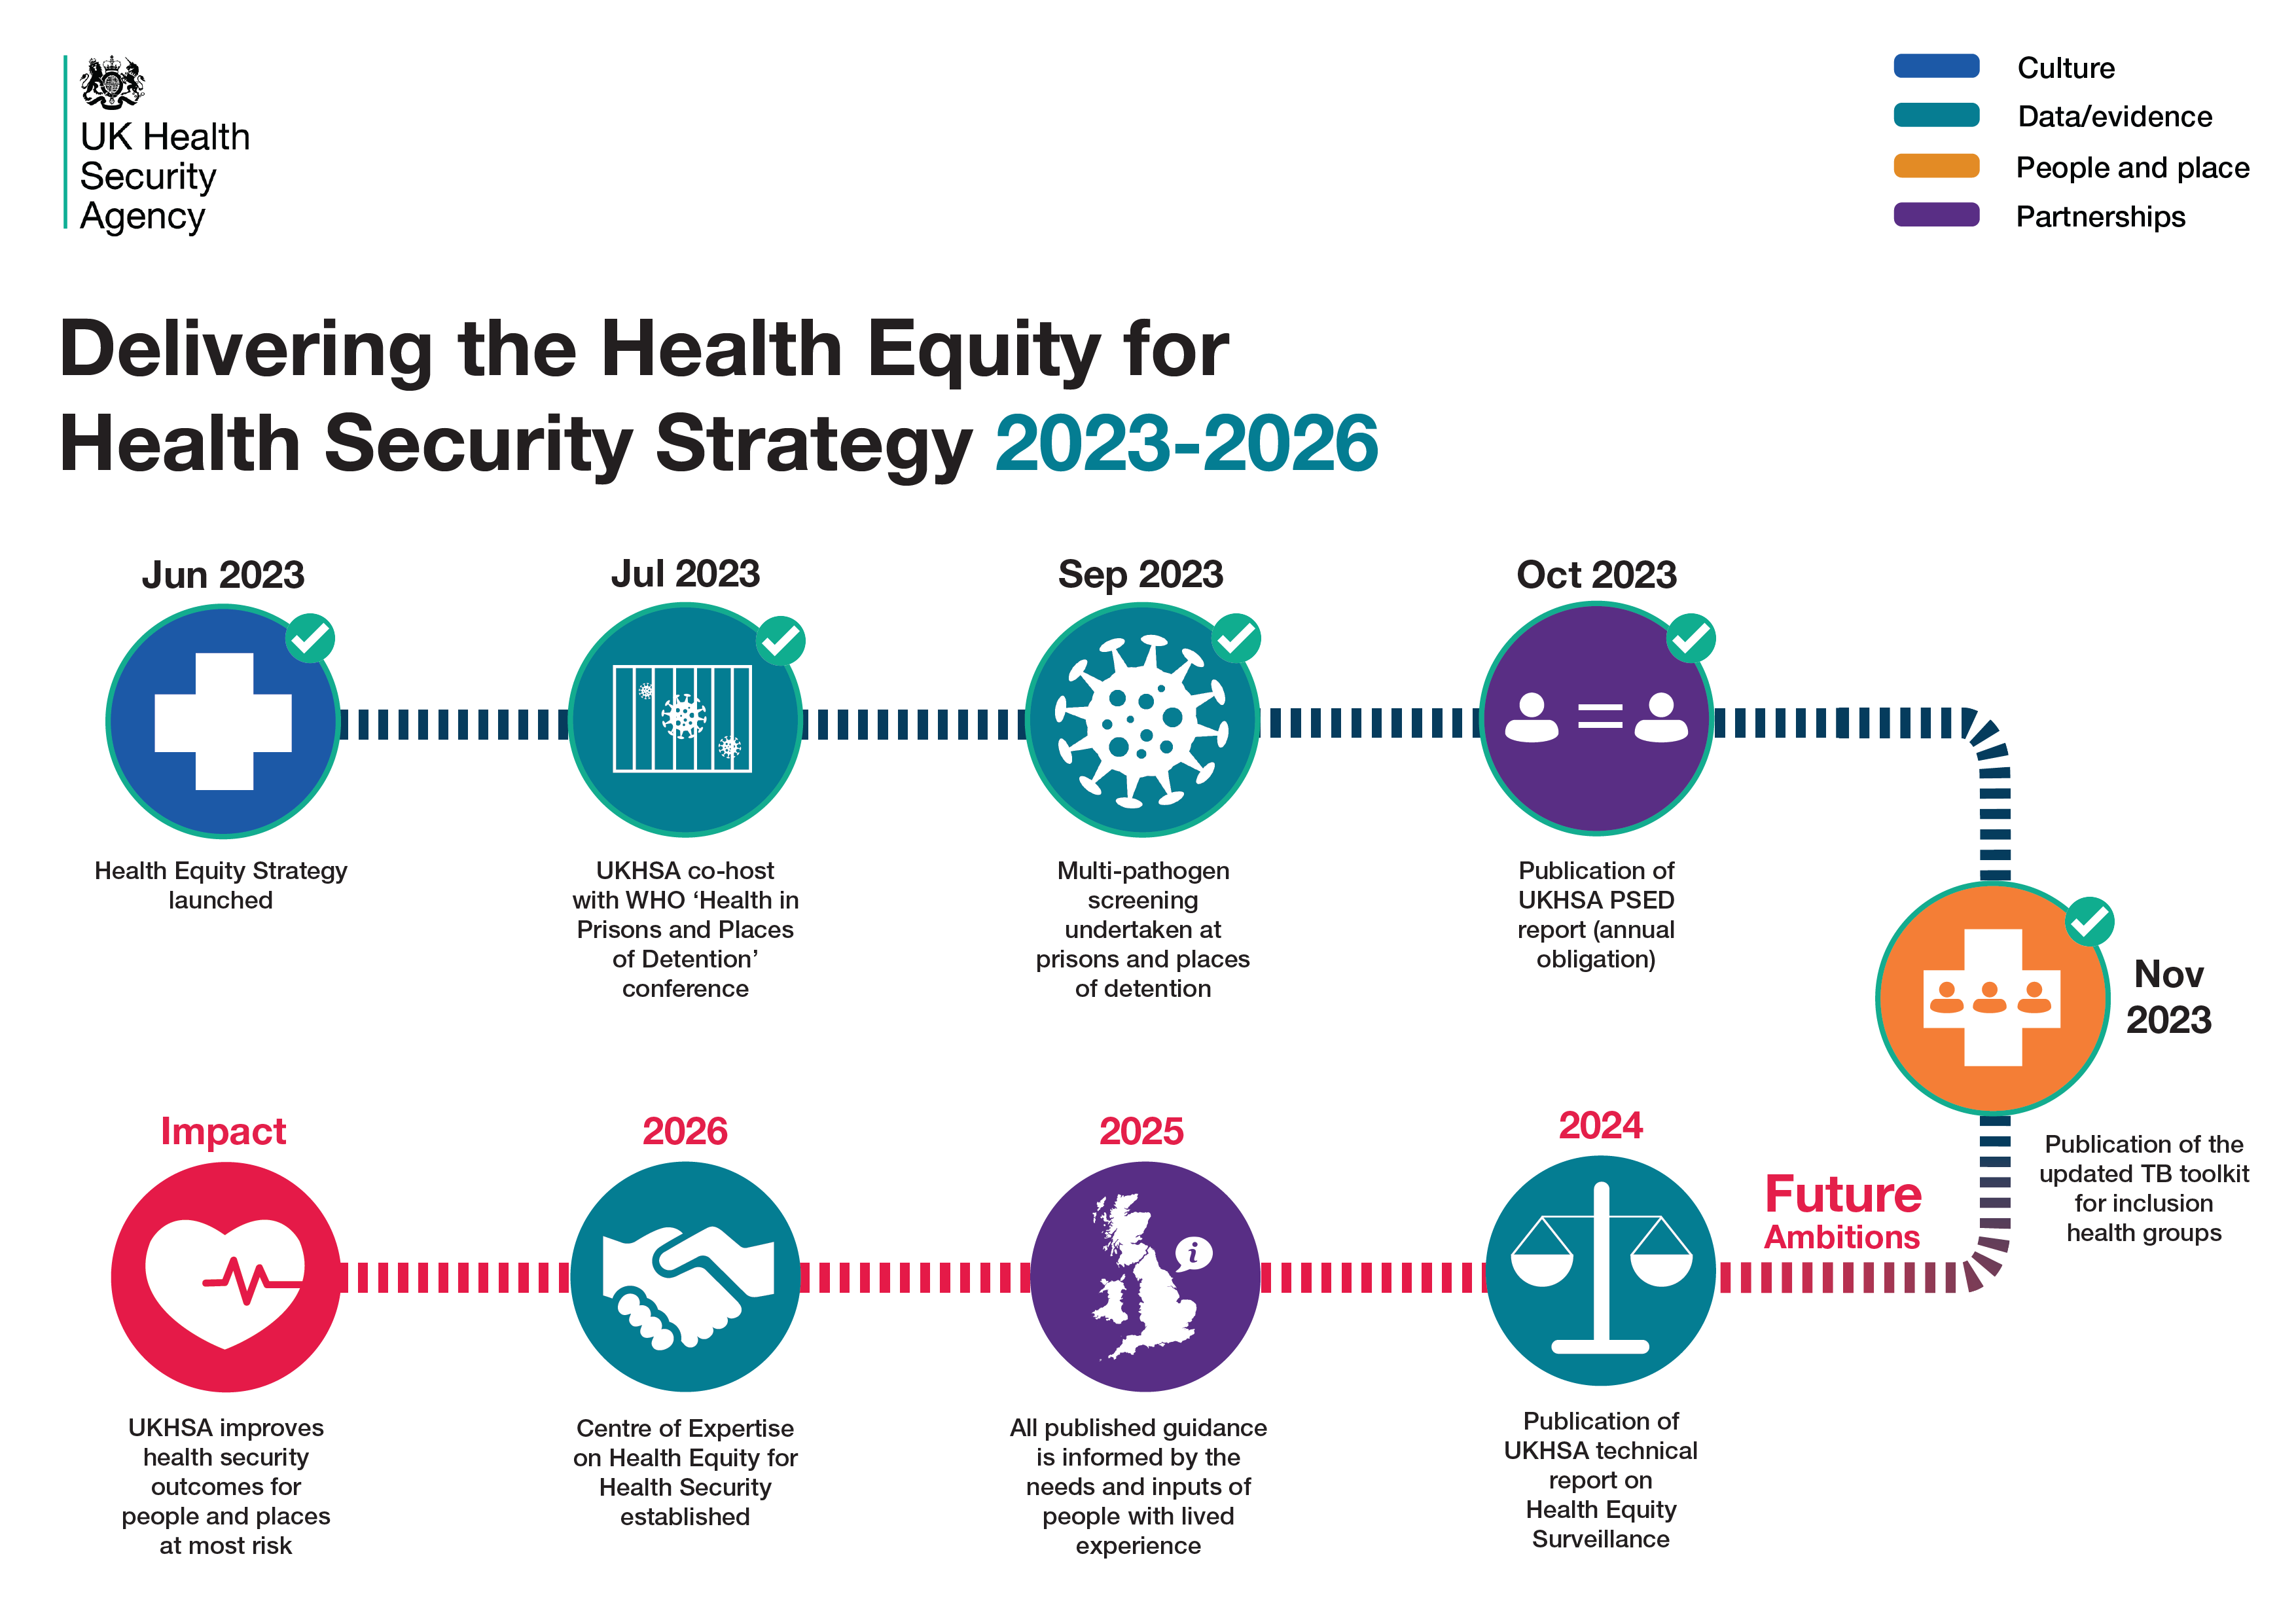 UK Health
Security
Agency
Culture
Data/evidence
People and place
Partnerships
Delivering the Health Equity for
Health Security Strategy 2023-2026
Jun 2023
Health Equity Strategy
launched
Jul 2023
UKHSA co-host
with WHO ‘Health in
Prisons and Places
of Detention’
conference
Sep 2023
Multi-pathogen
screening
undertaken at
prisons and places
of detention
Oct 2023
Publication of
UKHSA PSED
report (annual
obligation)
Nov
2023
Publication of the
updated TB toolkit
for inclusion
health groups
Future
Ambitions
2024
Publication of
UKHSA technical
report on
Health Equity
Surveillance
2025
i
All published guidance
is informed by the
needs and inputs of
people with lived
experience
2026
Centre of Expertise
on Health Equity for
Health Security
established
Impact
UKHSA improves
health security
outcomes for
people and places
at most risk